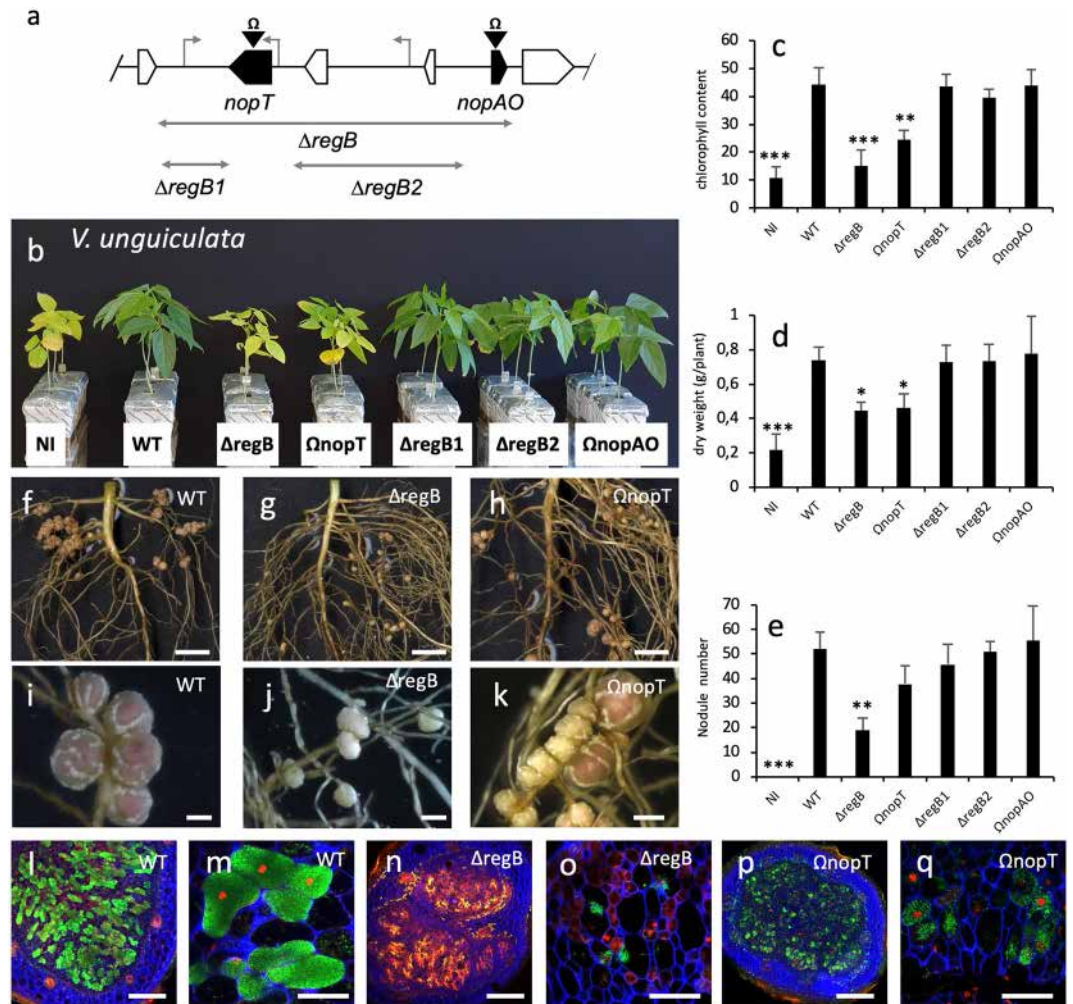 a
Ω
Ω
nopT
nopAO
ΔregB
ΔregB1
ΔregB2
b
V. unguiculata
NI
WT
ΔregB
ΩnopT
ΔregB1
ΔregB2
ΩnopAO
c
chlorophyll content
60
50
40
30
20
10
0
***
***
**
NI
WT
ΔregB
ΩnopT
ΔregB1
ΔregB2
ΩnopAO
d
dry weight (g/plant)
1
0,8
0,6
0,4
0,2
0
***
*
*
NI
WT
ΔregB
ΩnopT
ΔregB1
ΔregB2
ΩnopAO
e
Nodule number
70
60
50
40
30
20
10
0
***
**
NI
WT
ΔregB
ΩnopT
ΔregB1
ΔregB2
ΩnopAO
f WT
g ΔregB
h ΩnopT
i WT
j ΔregB
k ΩnopT
l WT
m WT
n ΔregB
o ΔregB
p ΩnopT
q ΩnopT